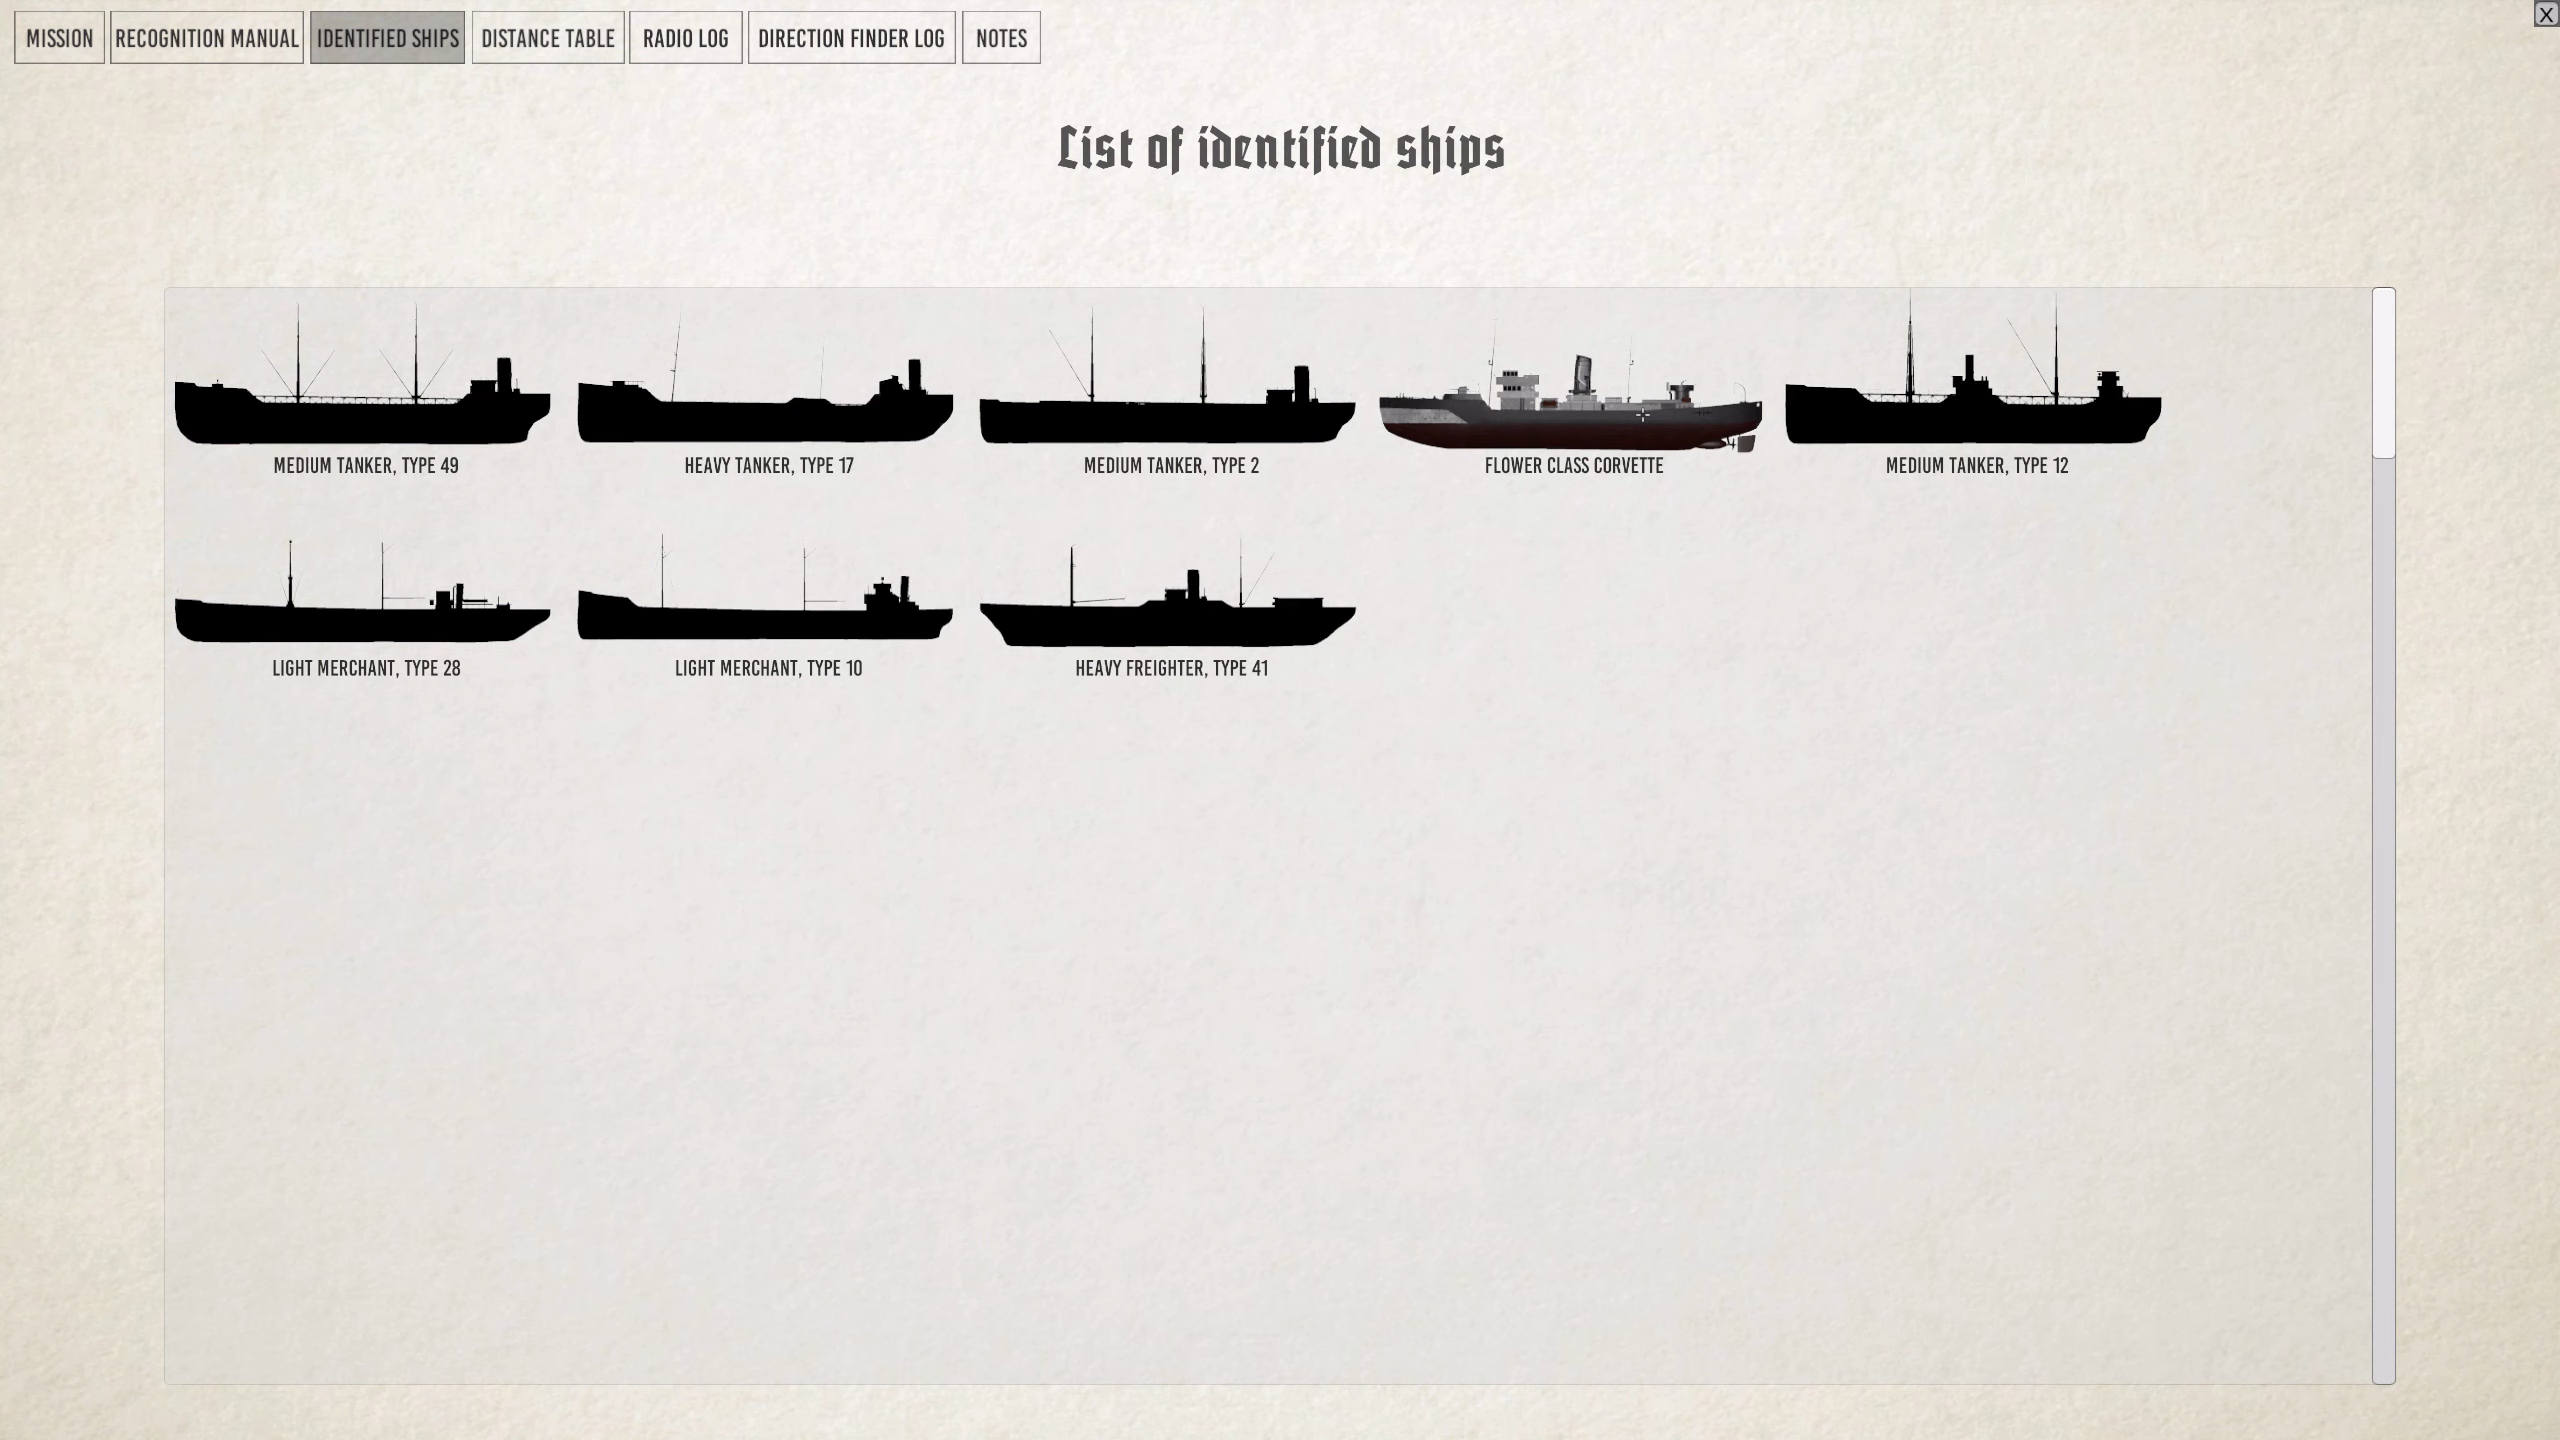 MISSION RECOGNITION MANUAL IDENTIFIED SHIPS DISTANCE TABLE RADIO LOG DIRECTION FINDER LOG NOTES X
List of identified ships
MEDIUM TANKER, TYPE 49 HEAVY TANKER, TYPE 17 MEDIUM TANKER, TYPE 2 FLOWER CLASS CORVETTE MEDIUM TANKER, TYPE 12
LIGHT MERCHANT, TYPE 28 LIGHT MERCHANT, TYPE 10 HEAVY FREIGHTER, TYPE 41